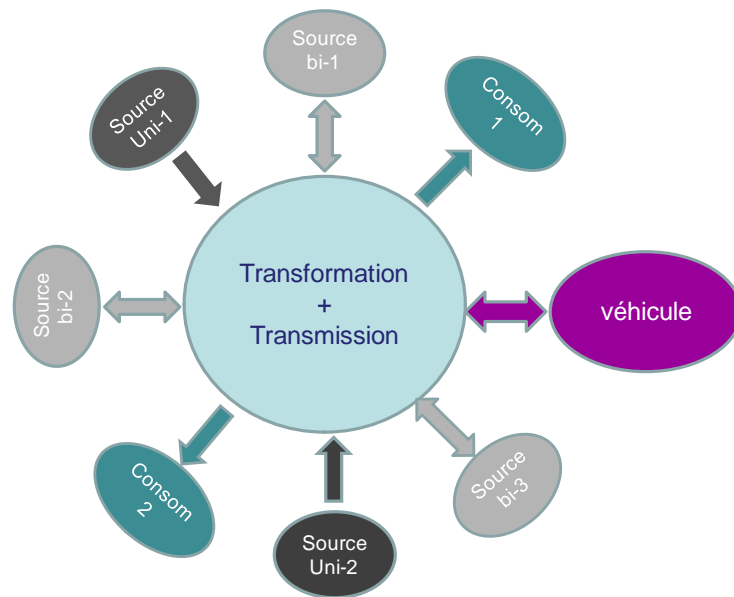 Source
bi-1
Source
Uni-1
Consom
1
Source
bi-2
Transformation
+
Transmission
véhicule
Consom
2
Source
Uni-2
Source
bi-3